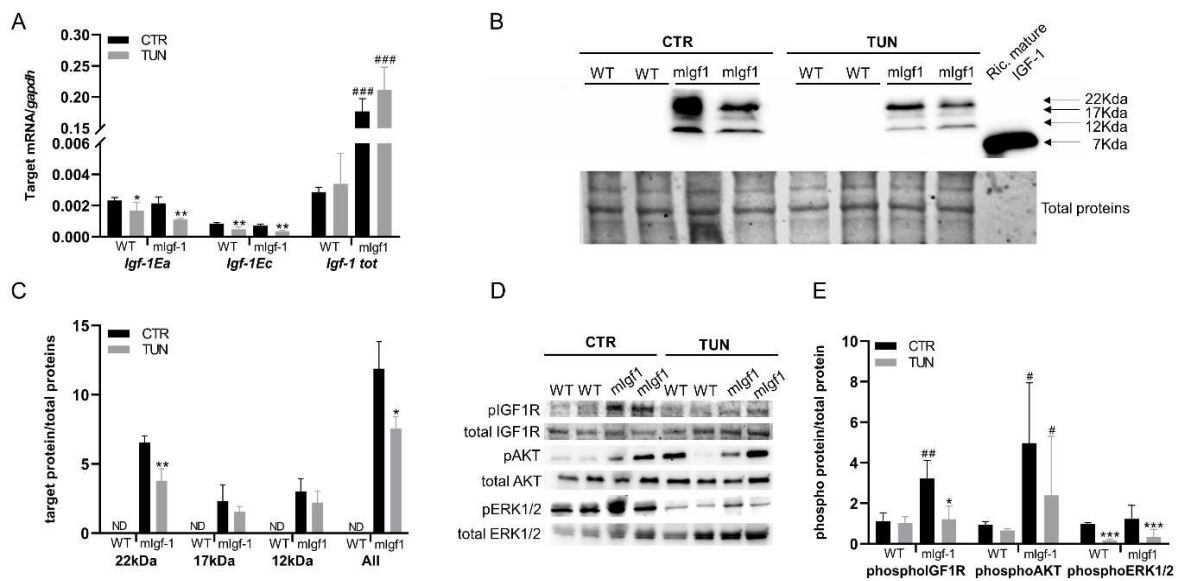 A
CTR
TUN
Target mRNA/gapdh
0.30
0.25
0.20
0.15
0.006
0.004
0.002
0.000
###
###
*
**
**
**
WT mIgf-1 WT mIgf-1 WT mIgf1
Igf-1Ea Igf-1Ec Igf-1 tot
B
CTR TUN
WT WT mIgf1 mIgf1 WT WT mIgf1 mIgf1
Ric. mature
IGF-1
22Kda
17Kda
12Kda
7Kda
Total proteins
C
CTR
TUN
target protein/total proteins
15
10
5
0
**
*
ND ND ND ND
WT mIgf-1 WT mIgf-1 WT mIgf1 WT mIgf1
22kDa 17kDa 12kDa All
D
CTR TUN
WT WT mIgf1 mIgf1 WT WT mIgf1 mIgf1
pIGF1R
total IGF1R
pAKT
total AKT
pERK1/2
total ERK1/2
E
CTR
TUN
phospho protein/total protein
10
8
6
4
2
0
##
*
#
#
***
***
WT mIgf-1 WT mIgf-1 WT mIgf1
phosphoIGF1R phosphoAKT phosphoERK1/2